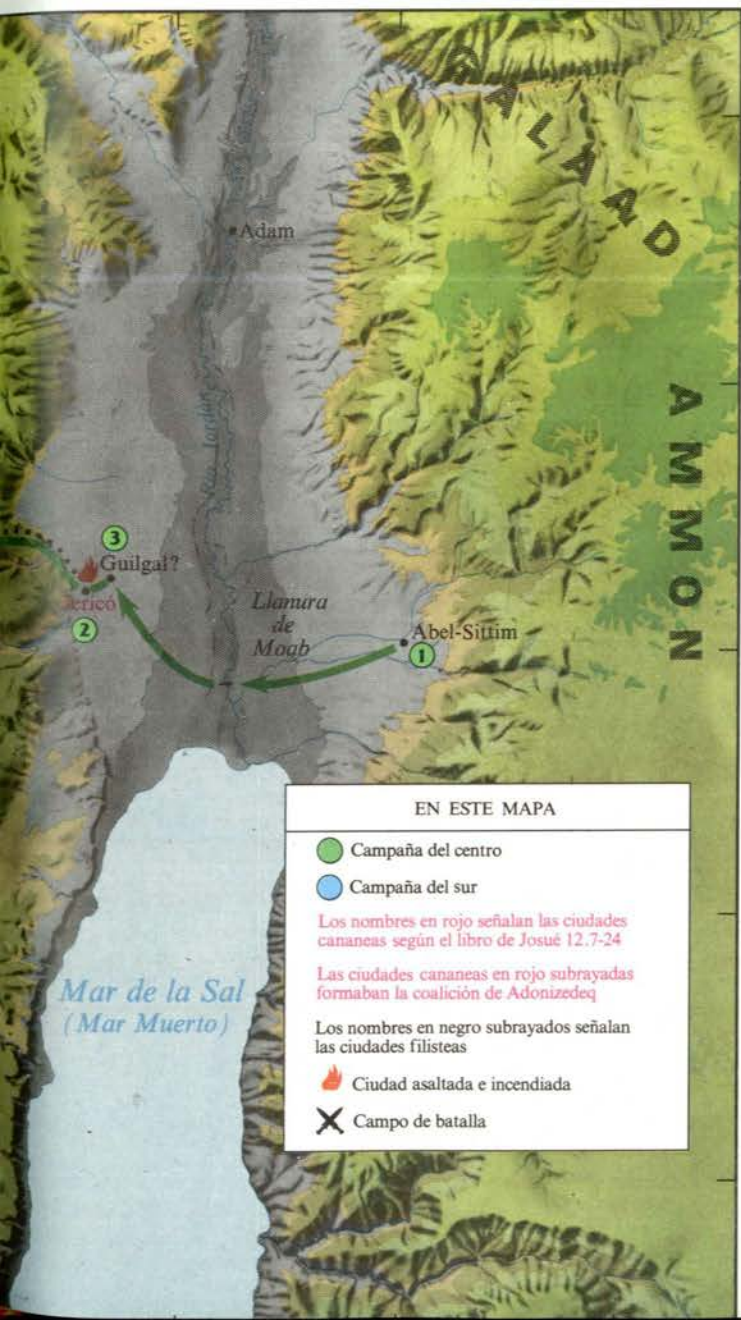 GALAAD
Adam
AMMON
Río Jordán
3
Guilgal?
Jericó
2
Llanura
de
Moab
Abel-Sittim
1
Mar de la Sal
(Mar Muerto)
EN ESTE MAPA
Campaña del centro
Campaña del sur
Los nombres en rojo señalan las ciudades
cananeas según el libro de Josué 12.7-24
Las ciudades cananeas en rojo subrayadas
formaban la coalición de Adonizedeq
Los nombres en negro subrayados señalan
las ciudades filisteas
Ciudad asaltada e incendiada
Campo de batalla